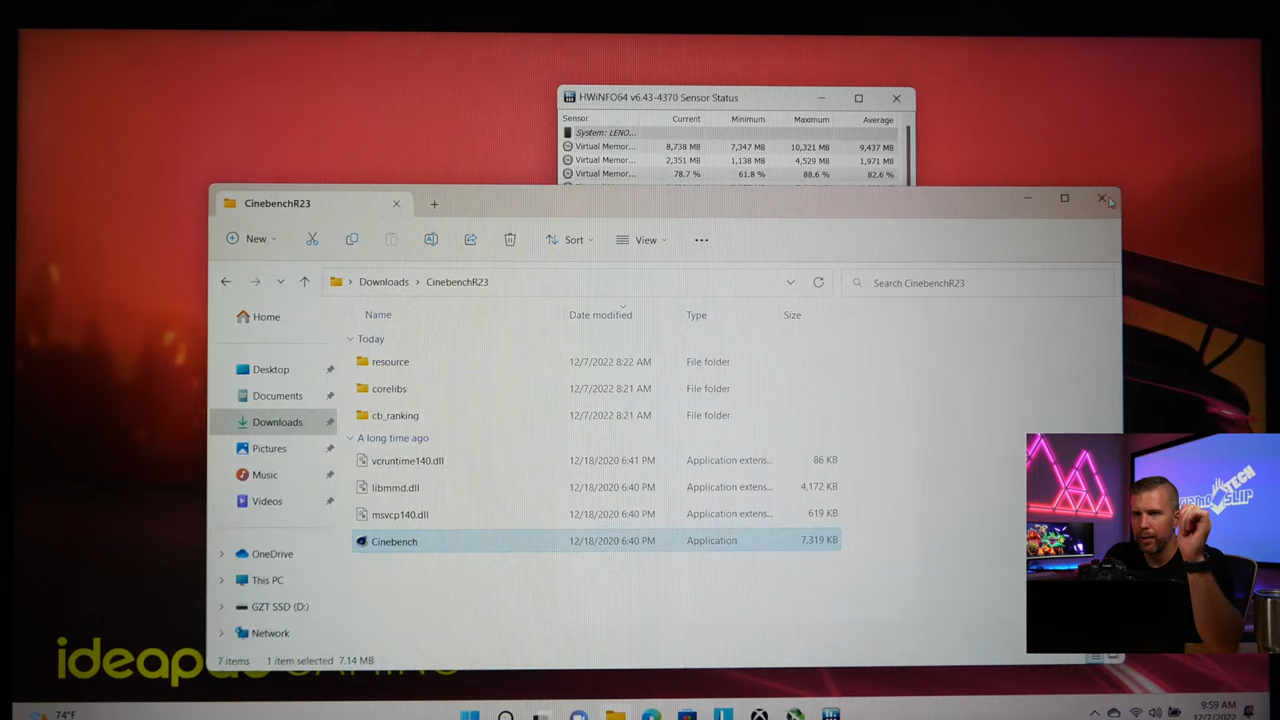 HWiNFO64 v6.43-4370 Sensor Status
Sensor Current Minimum Maximum Average
System: LENO...
Virtual Memor... 8,738 MB 7,347 MB 10,321 MB 9,437 MB
Virtual Memor... 2,351 MB 1,138 MB 4,529 MB 1,971 MB
Virtual Memor... 78.7 % 61.8 % 88.6 % 82.6 %
CinebenchR23
New Sort View
Downloads CinebenchR23 Search CinebenchR23
Home
Desktop
Documents
Downloads
Pictures
Music
Videos
OneDrive
This PC
GZT SSD (D:)
Network
Name Date modified Type Size
Today
resource 12/7/2022 8:22 AM File folder
corelibs 12/7/2022 8:21 AM File folder
cb_ranking 12/7/2022 8:21 AM File folder
A long time ago
vcruntime140.dll 12/18/2020 6:41 PM Application extens... 86 KB
libmmd.dll 12/18/2020 6:40 PM Application extens... 4,172 KB
msvcp140.dll 12/18/2020 6:40 PM Application extens... 619 KB
Cinebench 12/18/2020 6:40 PM Application 7,319 KB
7 items 1 item selected 7.14 MB
GIZMO TECH
SLIP
74°F
9:59 AM